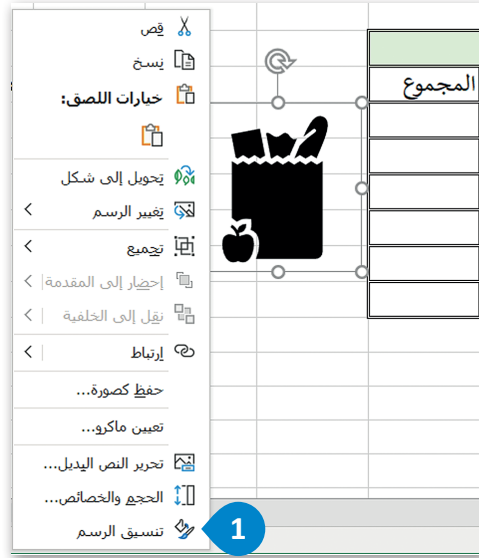 قص
نسخ
خيارات اللصق:
تحويل إلى شكل
تغيير الرسم
تجميع
إحضار إلى المقدمة
نقل إلى الخلفية
إرتباط
حفظ كصورة...
تعيين ماكرو...
تحرير النص البديل...
الحجم والخصائص...
تنسيق الرسم
1
المجموع